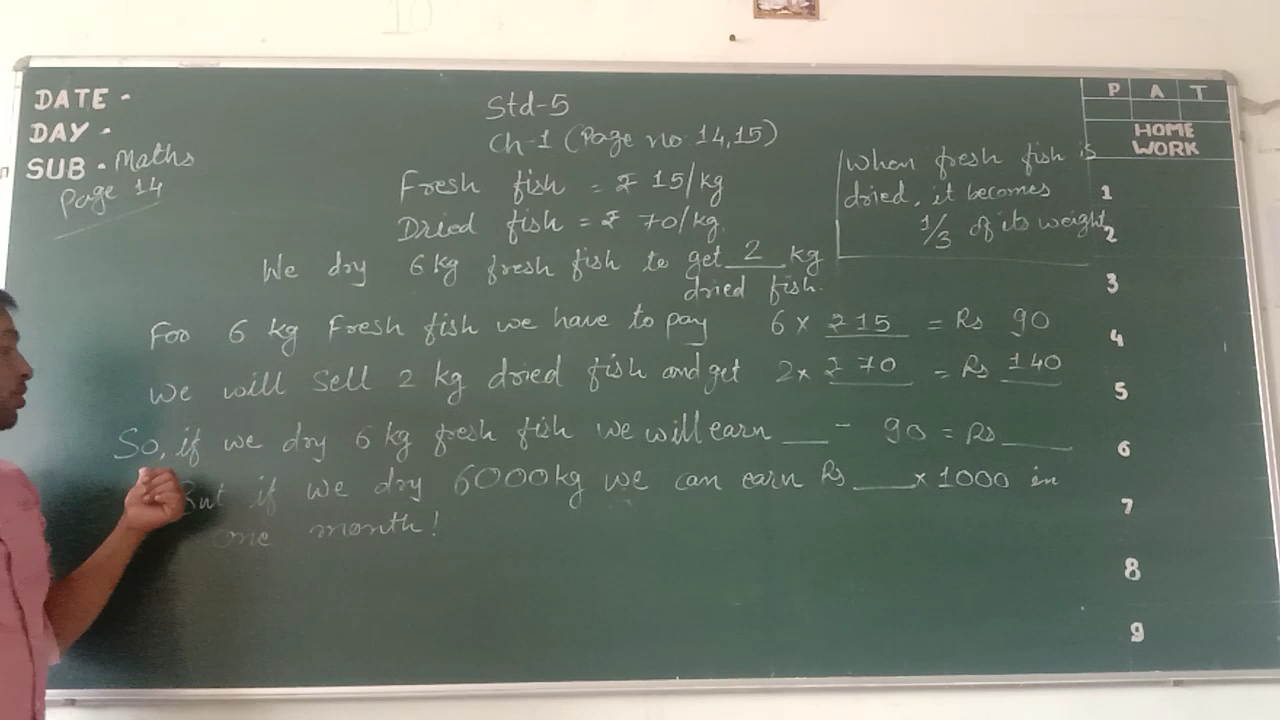 DATE -
DAY -
SUB - Maths
Page 14
Std-5
Ch-1 (Page no. 14,15)
Fresh fish = ₹ 15/kg
Dried fish = ₹ 70/kg.
When fresh fish is
dried, it becomes
1/3 of its weight
We dry 6 kg fresh fish to get 2 kg
dried fish.
For 6 kg Fresh fish we have to pay 6 × ₹ 15 = Rs 90
We will sell 2 kg dried fish and get 2 × ₹ 70 = Rs 140
So, if we dry 6 kg fresh fish we will earn ___ - 90 = Rs ____
But if we dry 6000 kg we can earn Rs ____ × 1000 in
one month!
P A T
HOME
WORK
1
2
3
4
5
6
7
8
9